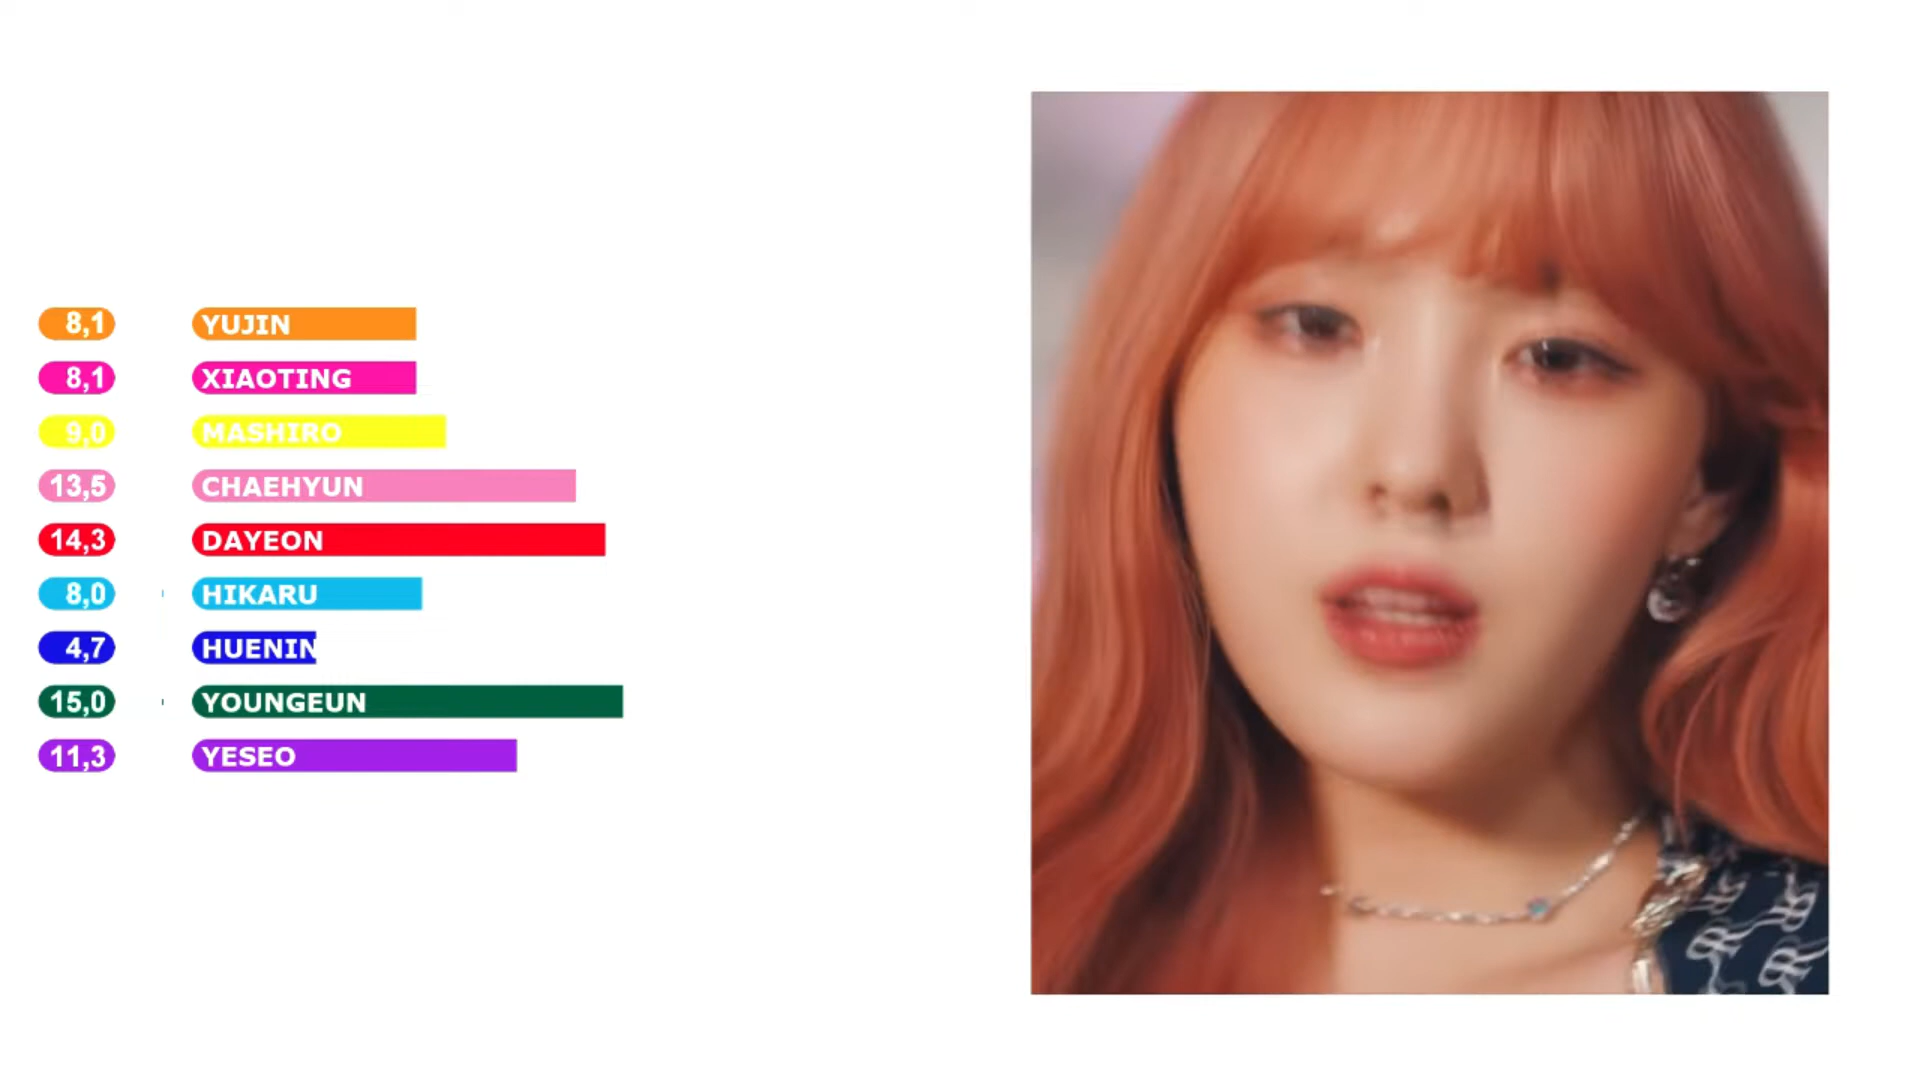 8,1 YUJIN
8,1 XIAOTING
9,0 MASHIRO
13,5 CHAEHYUN
14,3 DAYEON
8,0 HIKARU
4,7 HUENIN
15,0 YOUNGEUN
11,3 YESEO